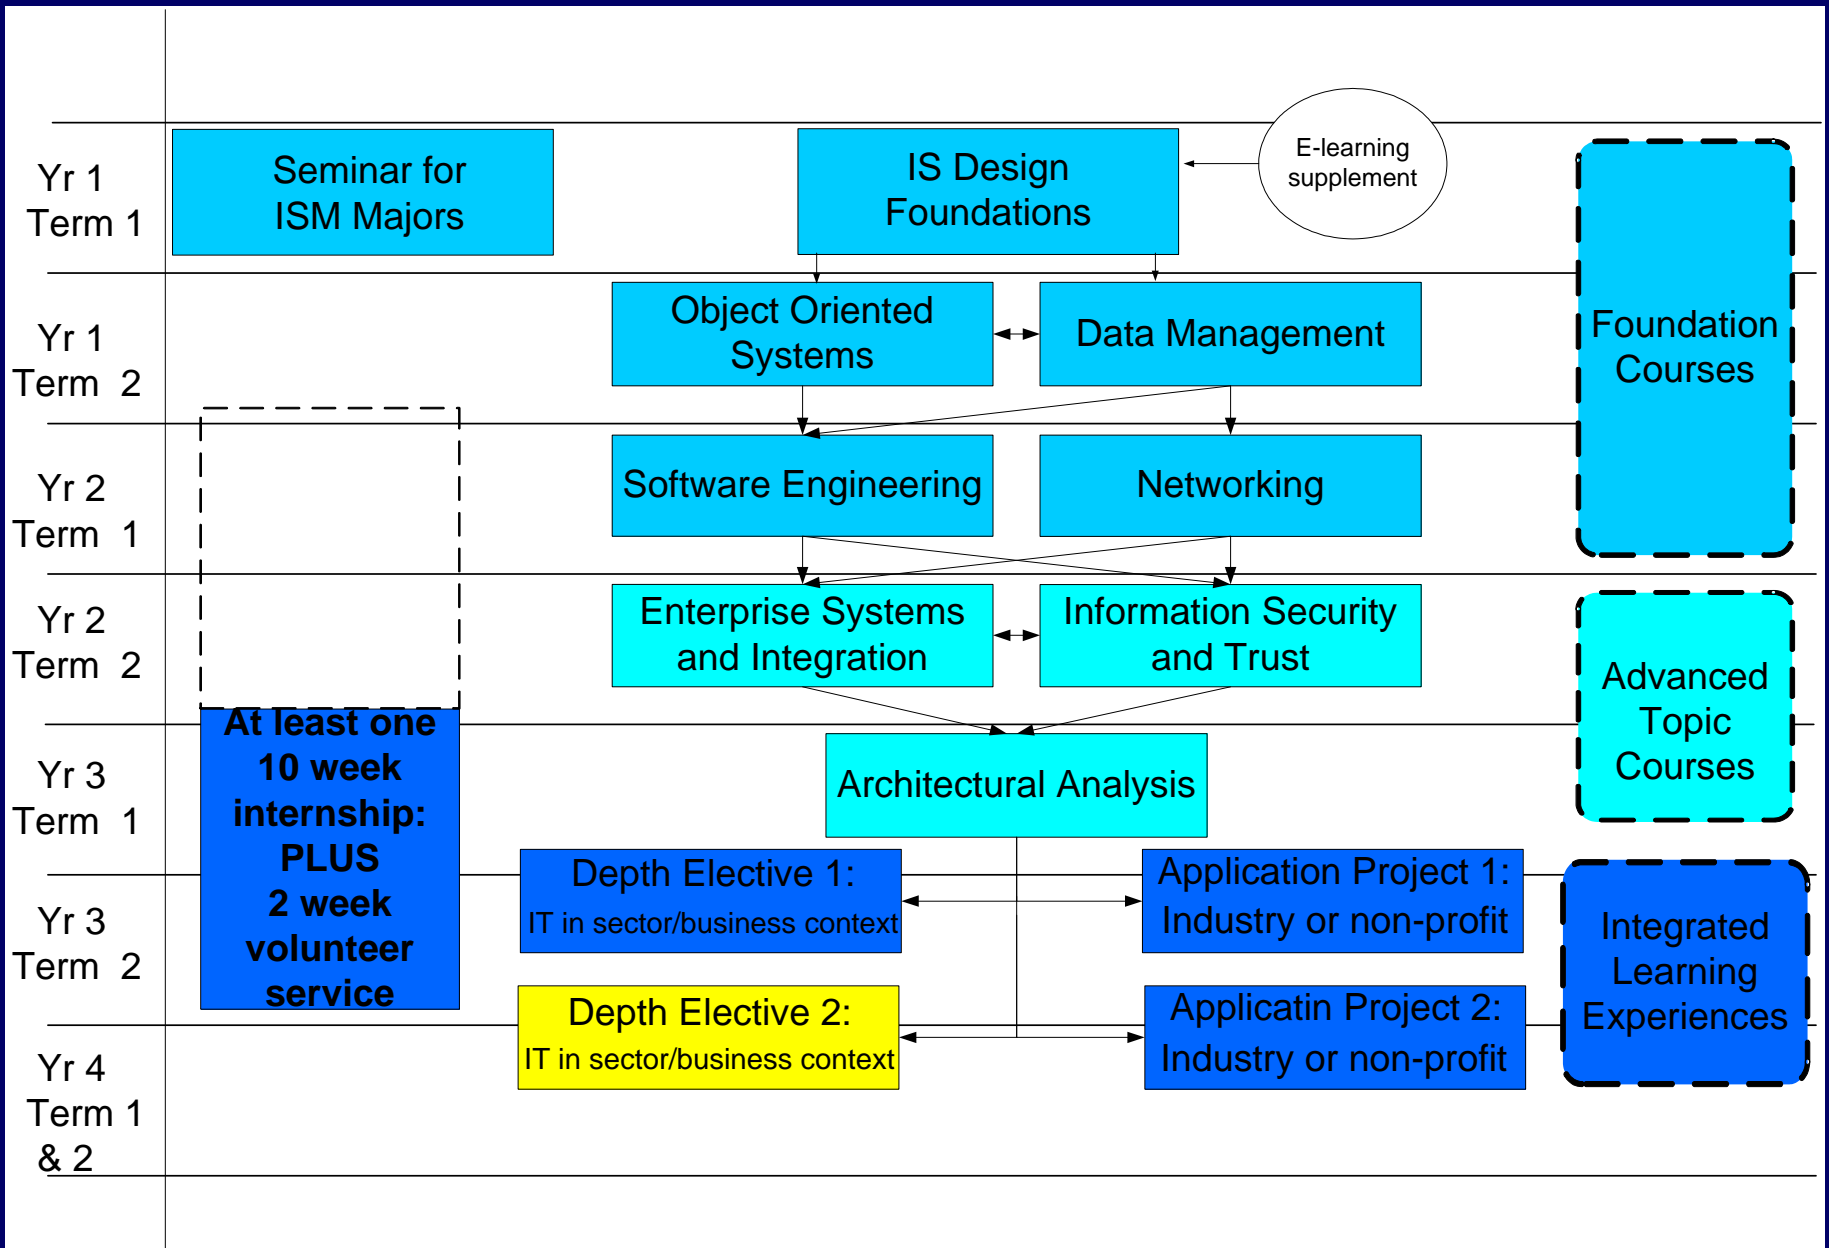 Yr 1
Term 1
Seminar for
ISM Majors
IS Design
Foundations
E-learning
supplement
Yr 1
Term 2
Object Oriented
Systems
Data Management
Foundation
Courses
Yr 2
Term 1
Software Engineering
Networking
Yr 2
Term 2
Enterprise Systems
and Integration
Information Security
and Trust
Advanced
Topic
Courses
At least one
10 week
internship:
PLUS
2 week
volunteer
service
Yr 3
Term 1
Architectural Analysis
Yr 3
Term 2
Depth Elective 1:
IT in sector/business context
Application Project 1:
Industry or non-profit
Integrated
Learning
Experiences
Depth Elective 2:
IT in sector/business context
Applicatin Project 2:
Industry or non-profit
Yr 4
Term 1
& 2